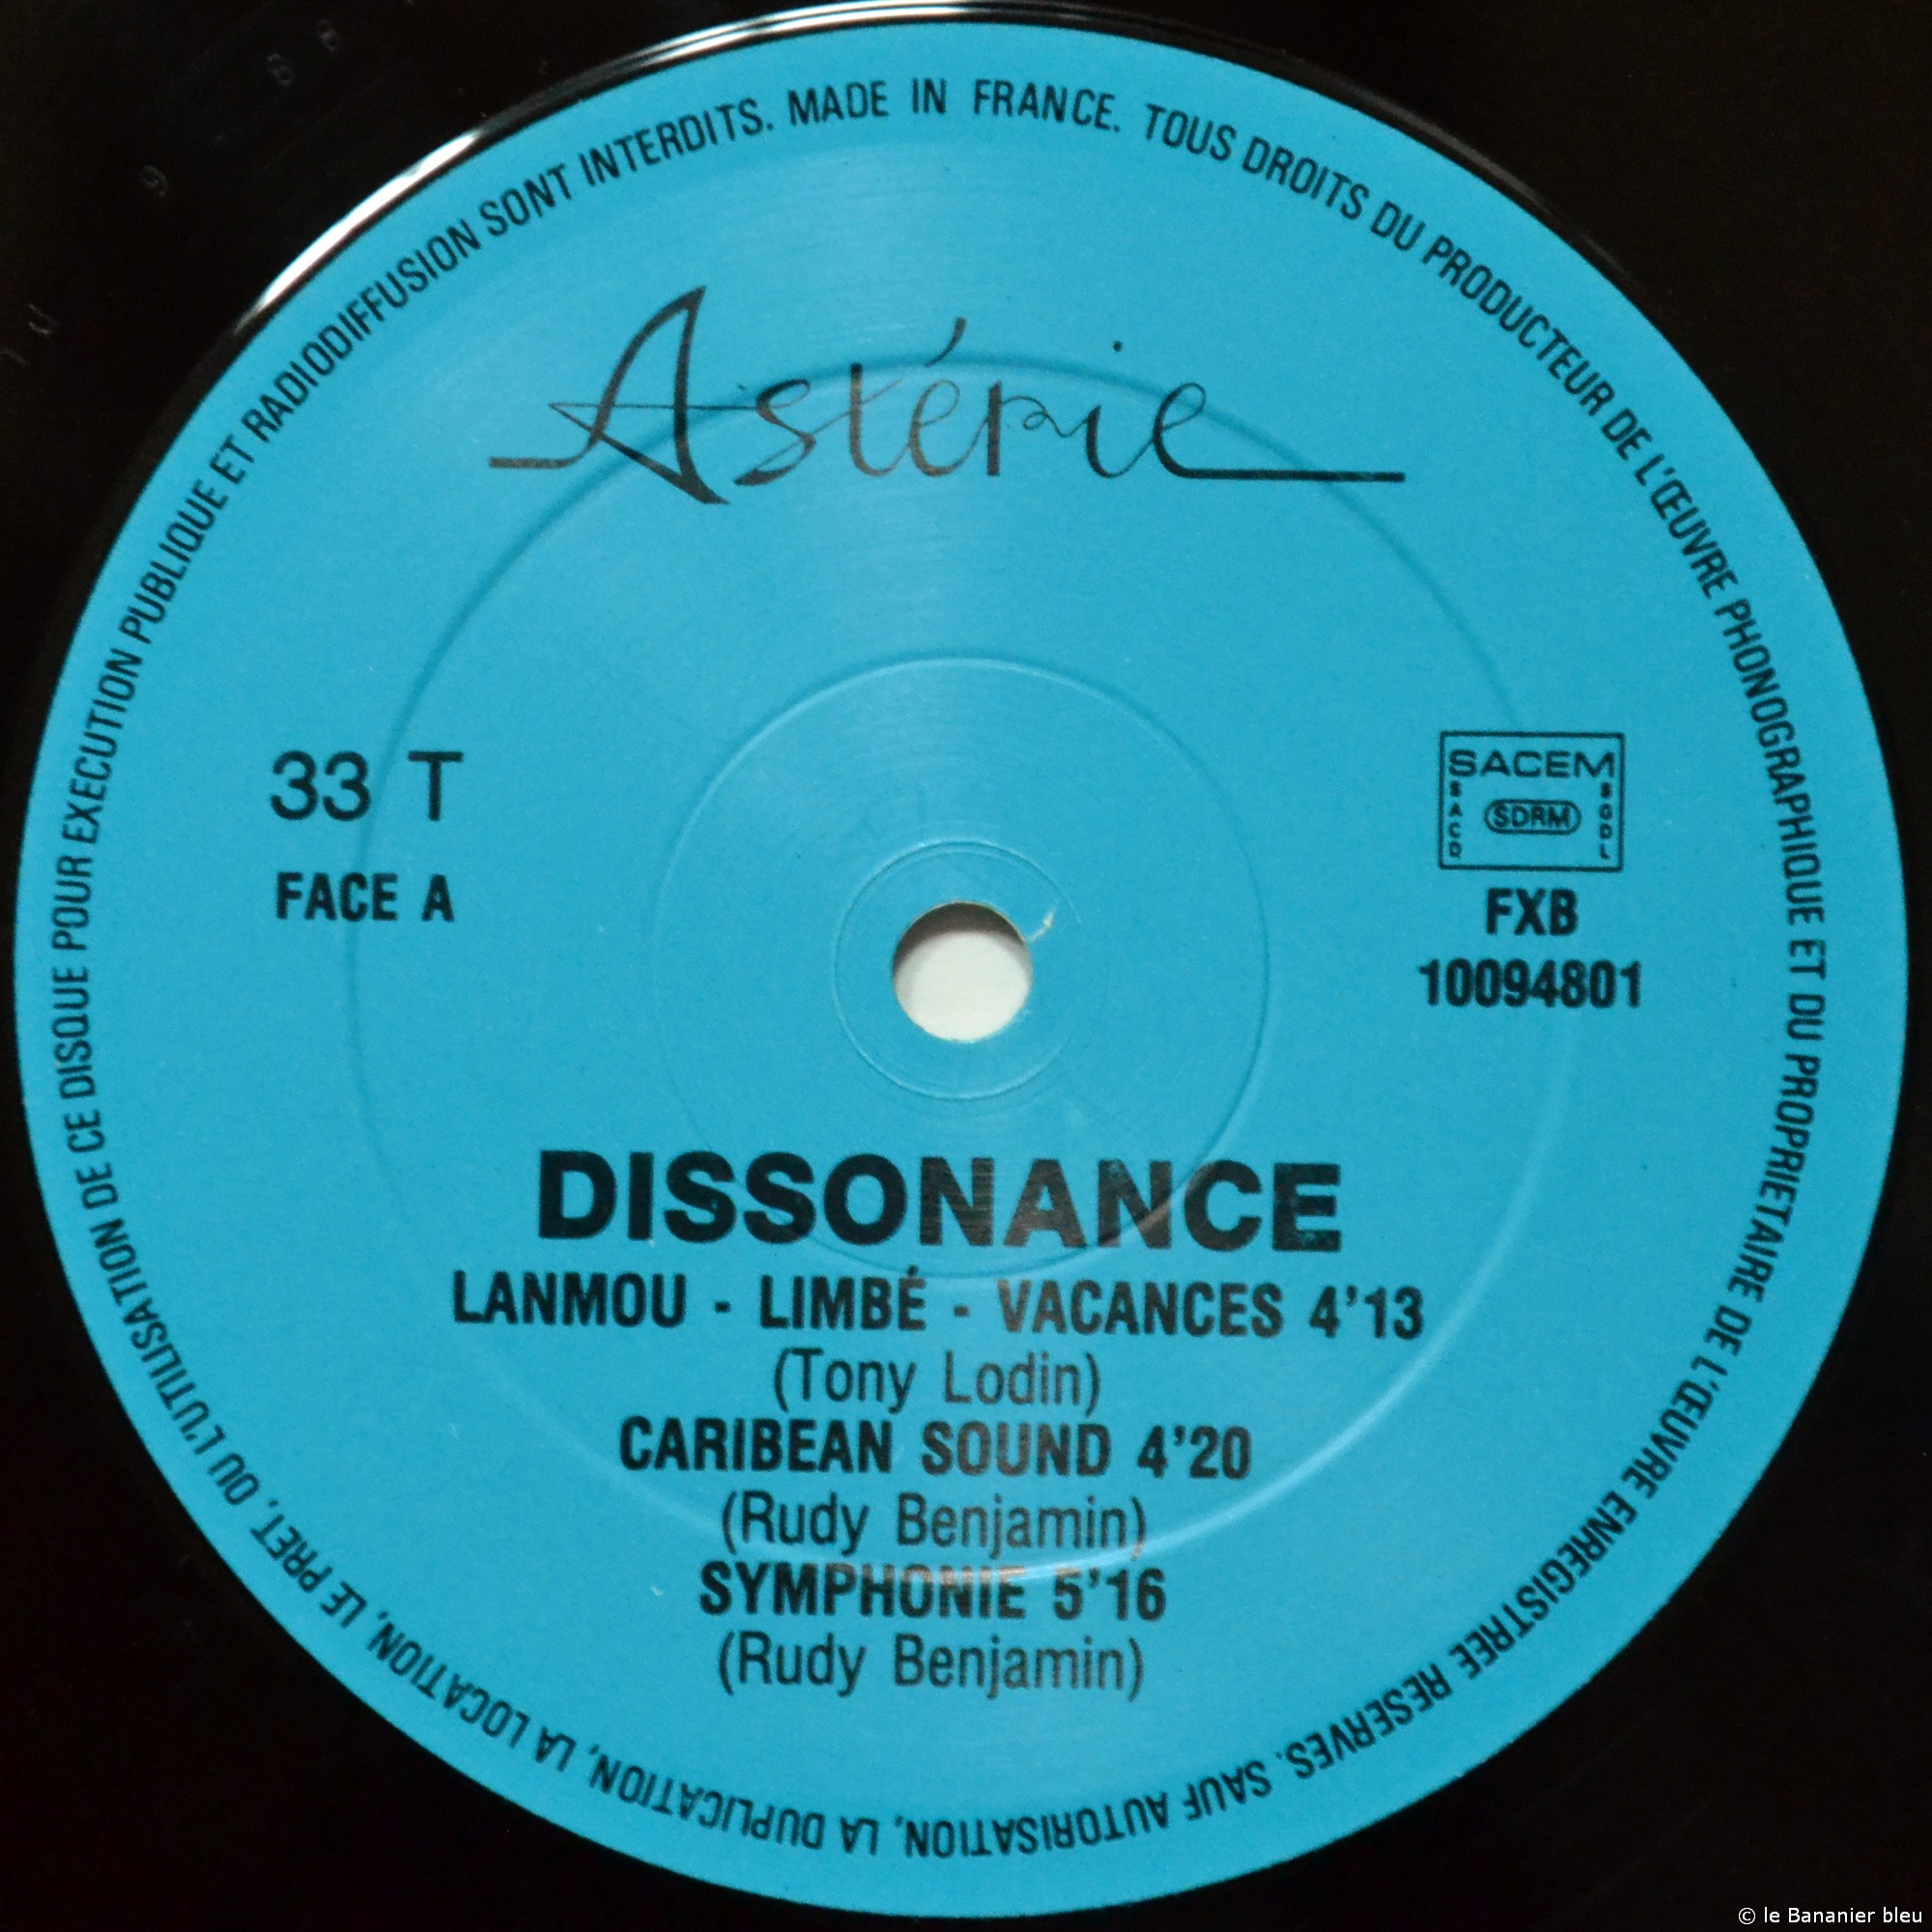 Astérie
33 T
FACE A
SACEM
SACD
SDRM
SGDL
FXB
10094801
DISSONANCE
LANMOU - LIMBÉ - VACANCES 4'13
(Tony Lodin)
CARIBEAN SOUND 4'20
(Rudy Benjamin)
SYMPHONIE 5'16
(Rudy Benjamin)
MADE IN FRANCE. TOUS DROITS DU PRODUCTEUR DE L'ŒUVRE PHONOGRAPHIQUE ET DU PROPRIETAIRE DE L'ŒUVRE ENREGISTREE RESERVES. SAUF AUTORISATION, LA DUPLICATION, LA LOCATION, LE PRET, OU L'UTILISATION DE CE DISQUE POUR EXECUTION PUBLIQUE ET RADIODIFFUSION SONT INTERDITS.
© le Bananier bleu